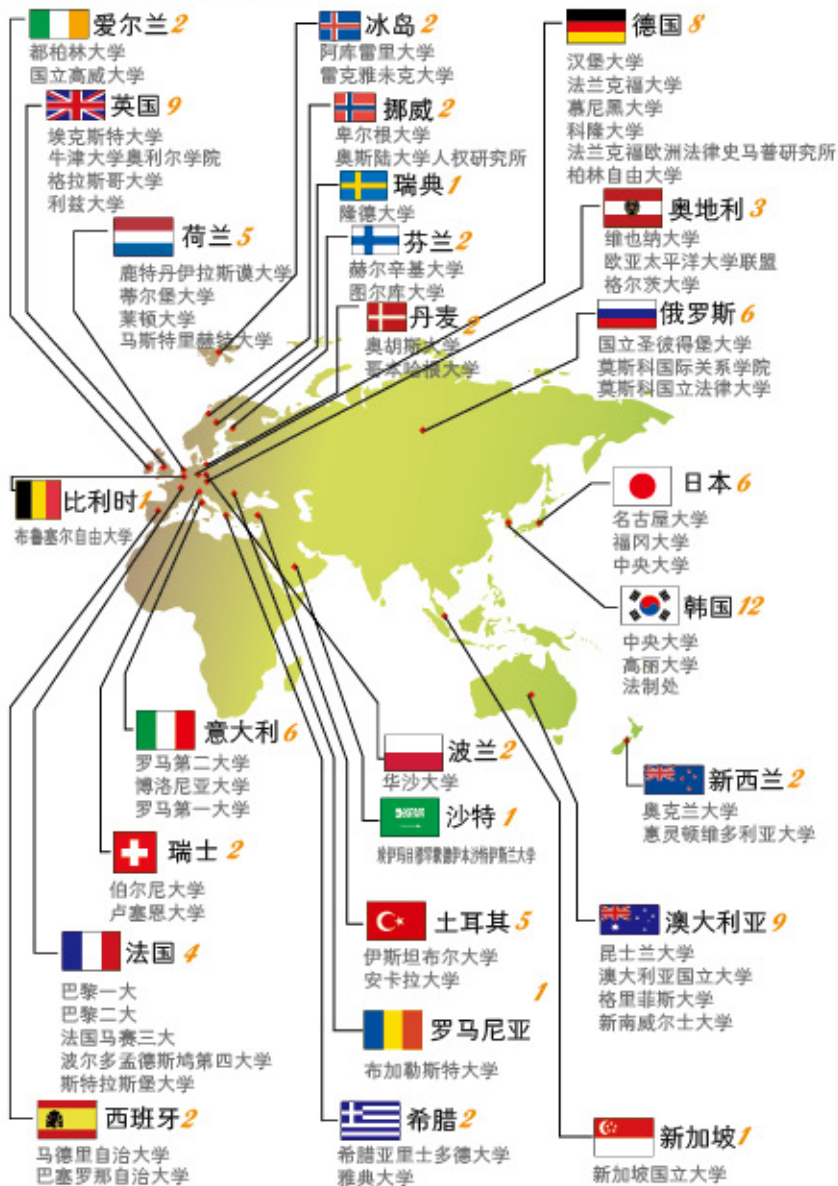 爱尔兰2
都柏林大学
国立高威大学
英国9
埃克斯特大学
牛津大学奥利尔学院
格拉斯哥大学
利兹大学
荷兰5
鹿特丹伊拉斯谟大学
蒂尔堡大学
莱顿大学
马斯特里赫特大学
冰岛2
阿库雷里大学
雷克雅未克大学
挪威2
卑尔根大学
奥斯陆大学人权研究所
瑞典1
隆德大学
芬兰2
赫尔辛基大学
图尔库大学
丹麦2
奥胡斯大学
哥本哈根大学
德国8
汉堡大学
法兰克福大学
慕尼黑大学
科隆大学
法兰克福欧洲法律史马普研究所
柏林自由大学
奥地利3
维也纳大学
欧亚太平洋大学联盟
格尔茨大学
俄罗斯6
国立圣彼得堡大学
莫斯科国际关系学院
莫斯科国立法律大学
比利时1
布鲁塞尔自由大学
日本6
名古屋大学
福冈大学
中央大学
韩国12
中央大学
高丽大学
法制处
意大利6
罗马第二大学
博洛尼亚大学
罗马第一大学
瑞士2
伯尔尼大学
卢塞恩大学
法国4
巴黎一大
巴黎二大
法国马赛三大
波尔多孟德斯鸠第四大学
斯特拉斯堡大学
西班牙2
马德里自治大学
巴塞罗那自治大学
波兰2
华沙大学
沙特1
伊斯兰大学
土耳其5
伊斯坦布尔大学
安卡拉大学
罗马尼亚1
布加勒斯特大学
希腊2
希腊亚里士多德大学
雅典大学
新西兰2
奥克兰大学
惠灵顿维多利亚大学
澳大利亚9
昆士兰大学
澳大利亚国立大学
格里菲斯大学
新南威尔士大学
新加坡1
新加坡国立大学